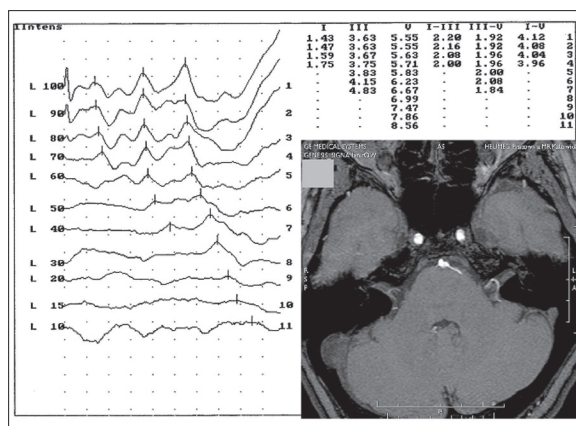 1Intens
I III V I-III III-V I-V
1.43 3.63 5.55 2.20 1.92 4.12 1
1.47 3.63 5.55 2.16 1.92 4.08 2
1.59 3.67 5.63 2.08 1.96 4.04 3
1.75 3.75 5.71 2.00 1.96 3.96 4
. 3.83 5.83 . 2.00 . 5
. 4.15 6.23 . 2.08 . 6
. 4.83 6.67 . 1.84 . 7
. . 6.99 . . . 8
. . 7.47 . . . 9
. . 7.86 . . . 10
. . 8.56 . . . 11
L 100 1
L 90 2
L 80 3
L 70 4
L 60 5
L 50 6
L 40 7
L 30 8
L 20 9
L 15 10
L 10 11
GE MEDICAL SYSTEMS
AS
R
L